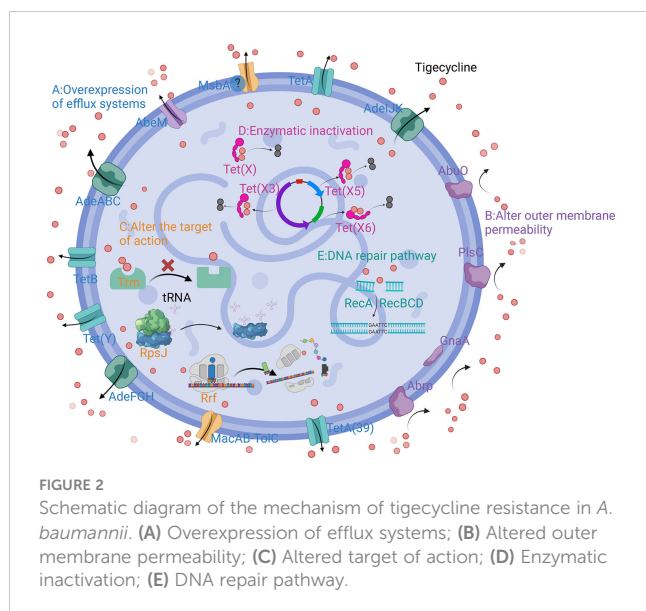 MsbA ?
TetA
Tigecycline
A:Overexpression
of efflux systems
AbeM
AdeIJK
D:Enzymatic inactivation
Tet(X)
AbuO
Tet(X3)
Tet(X5)
AdeABC
B:Alter outer membrane
permeability
Tet(X6)
C:Alter the target
of action
E:DNA repair pathway
PlsC
TetB
Trm
tRNA
RecA
RecBCD
Tet(Y)
RpsJ
GAATTC
GAATTC
GnaA
AdeFGH
Rrf
Abrp
MacAB-TolC
TetA(39)
FIGURE 2
Schematic diagram of the mechanism of tigecycline resistance in A.
baumannii. (A) Overexpression of efflux systems; (B) Altered outer
membrane permeability; (C) Altered target of action; (D) Enzymatic
inactivation; (E) DNA repair pathway.